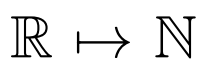 ℝ ↦ ℕ